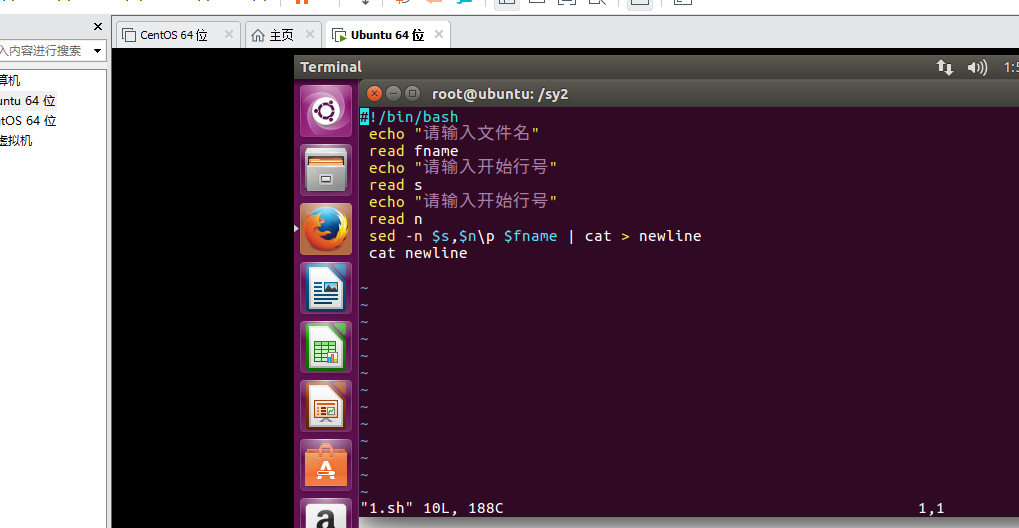 CentOS 64 位
主页
Ubuntu 64 位
入内容进行搜索
算机
untu 64 位
tOS 64 位
虚拟机
Terminal
1:5
root@ubuntu: /sy2
#!/bin/bash
echo "请输入文件名"
read fname
echo "请输入开始行号"
read s
echo "请输入开始行号"
read n
sed -n $s,$n\p $fname | cat > newline
cat newline
~
~
~
~
~
~
~
~
~
~
~
~
~
"1.sh" 10L, 188C 1,1